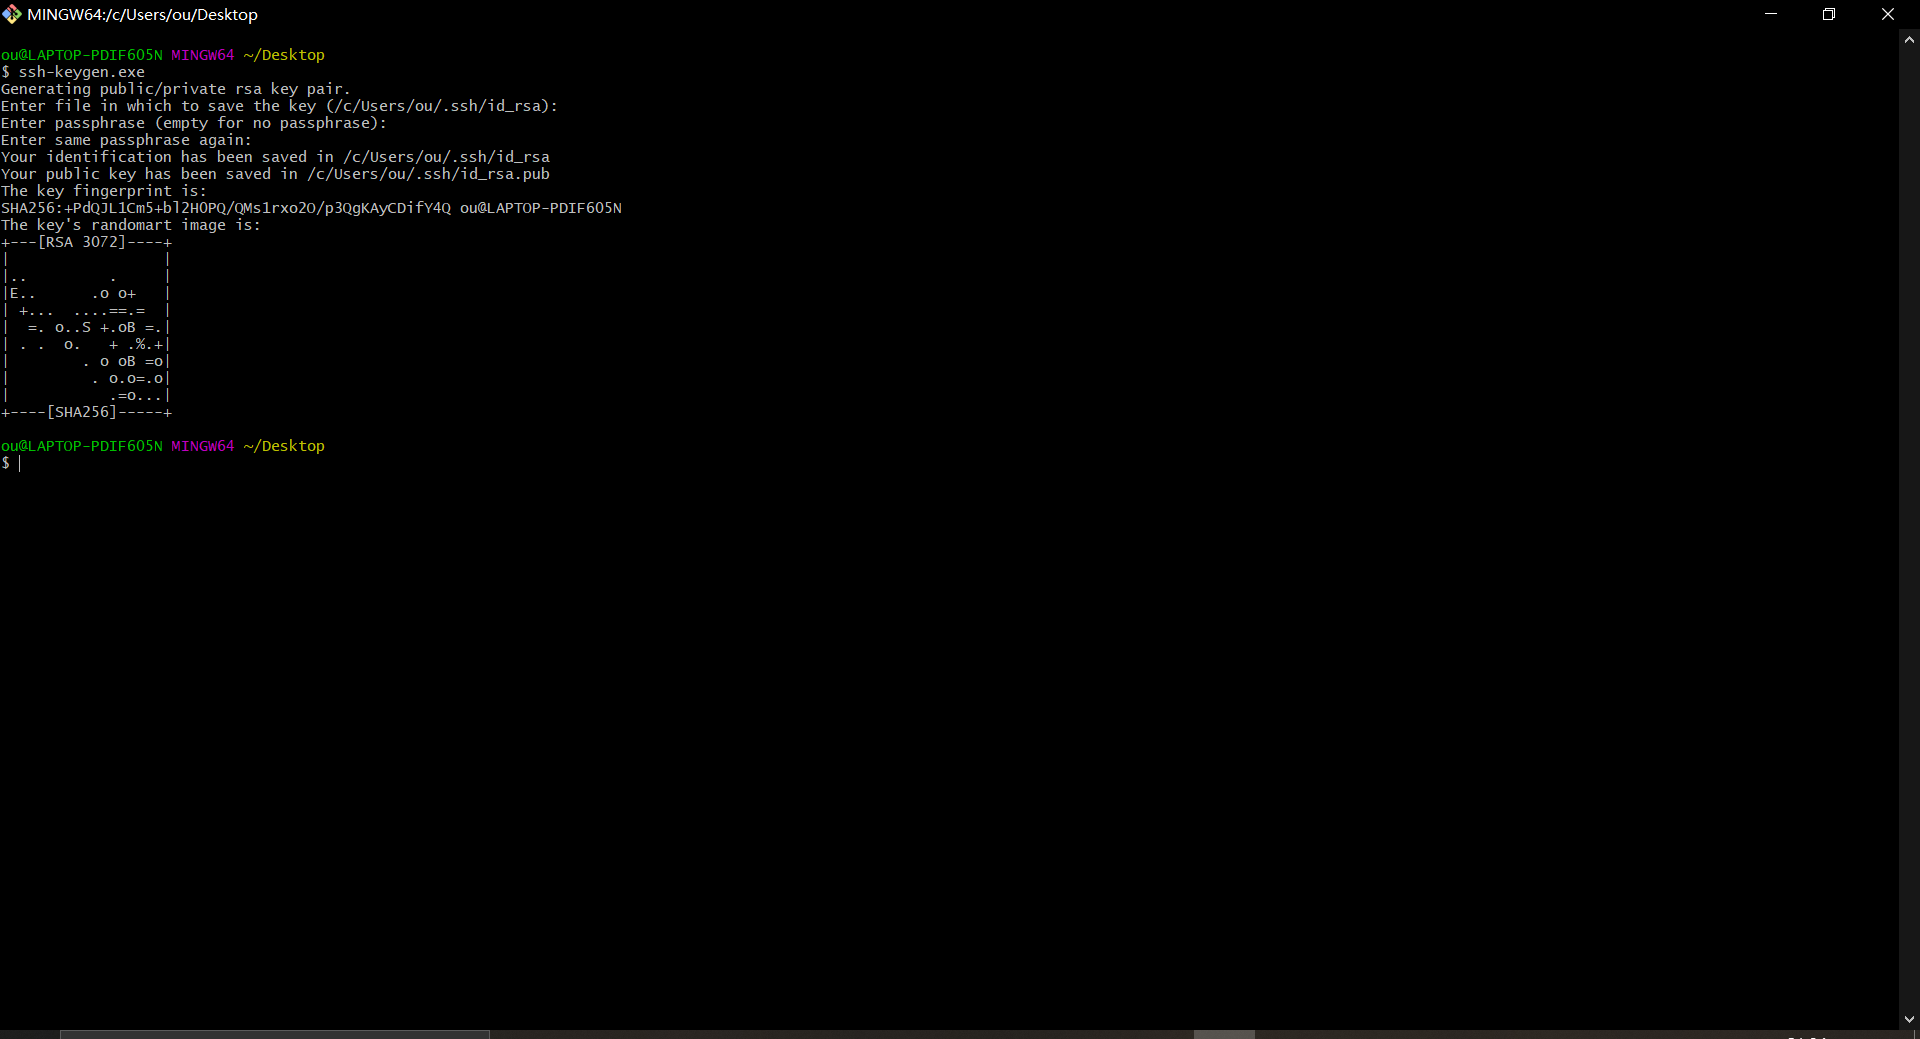 MINGW64:/c/Users/ou/Desktop
ou@LAPTOP-PDIF605N MINGW64 ~/Desktop
$ ssh-keygen.exe
Generating public/private rsa key pair.
Enter file in which to save the key (/c/Users/ou/.ssh/id_rsa):
Enter passphrase (empty for no passphrase):
Enter same passphrase again:
Your identification has been saved in /c/Users/ou/.ssh/id_rsa
Your public key has been saved in /c/Users/ou/.ssh/id_rsa.pub
The key fingerprint is:
SHA256:+PdQJL1Cm5+bl2H0PQ/QMs1rxo2O/p3QgKAyCDifY4Q ou@LAPTOP-PDIF605N
The key's randomart image is:
+---[RSA 3072]----+
|                 |
|..         .     |
|E..      .o o+   |
| +...  ....==.=  |
|  =. o..S +.oB =.|
| . .  o.   + .%.+|
|        . o oB =o|
|         . o.o=.o|
|           .=o...|
+----[SHA256]-----+
ou@LAPTOP-PDIF605N MINGW64 ~/Desktop
$